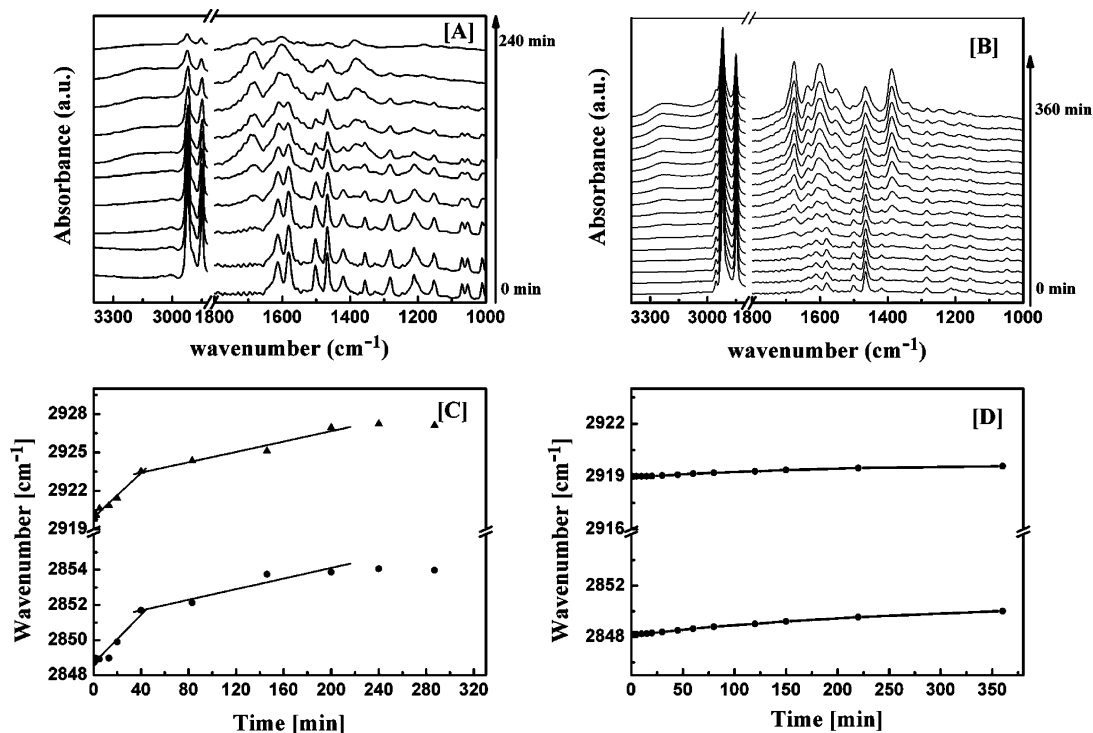 [A]
240 min
0 min
Absorbance (a.u.)
3300 3000 1800 1600 1400 1200 1000
wavenumber (cm⁻¹)
[B]
360 min
0 min
Absorbance (a.u.)
3300 3000 1800 1600 1400 1200 1000
wavenumber (cm⁻¹)
[C]
Wavenumber [cm⁻¹]
2928
2925
2922
2919
2854
2852
2850
2848
0 40 80 120 160 200 240 280 320
Time [min]
[D]
Wavenumber [cm⁻¹]
2922
2919
2916
2852
2848
0 50 100 150 200 250 300 350
Time [min]